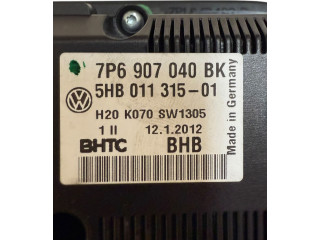 7P6 907 040 BK
5HB 011 315-01
H20 K070 SW1305
1 II 12.1.2012
BHTC BHB
Made in Germany